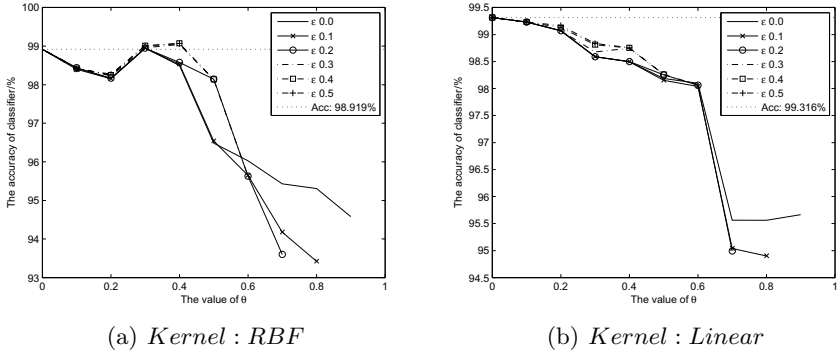 The accuracy of classifier/%
99
98
97
96
95
94
93
0
0.2
0.4
0.6
0.8
1
The value of θ
ε 0.0
ε 0.1
ε 0.2
ε 0.3
ε 0.4
ε 0.5
Acc: 98.919%
(a) Kernel : RBF
The accuracy of classifier/%
99.5
99
98.5
98
97.5
97
96.5
96
95.5
95
94.5
0
0.2
0.4
0.6
0.8
1
The value of θ
ε 0.0
ε 0.1
ε 0.2
ε 0.3
ε 0.4
ε 0.5
Acc: 99.316%
(b) Kernel : Linear